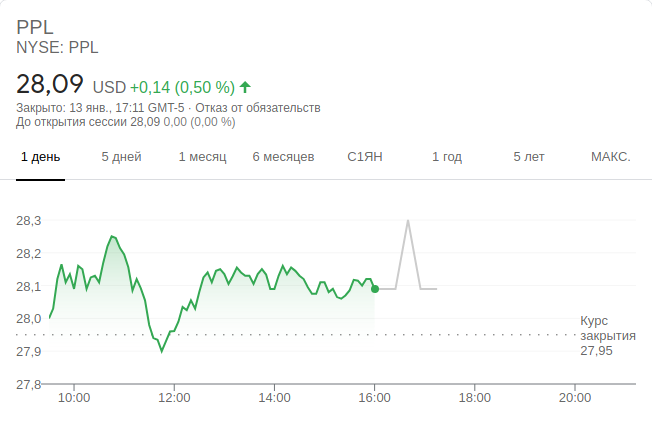 PPL
NYSE: PPL
28,09 USD +0,14 (0,50 %)
Закрыто: 13 янв., 17:11 GMT-5 · Отказ от обязательств
До открытия сессии 28,09 0,00 (0,00 %)
1 день 5 дней 1 месяц 6 месяцев С1ЯН 1 год 5 лет МАКС.
28,3
28,2
28,1
28,0
27,9
27,8
Курс
закрытия
27,95
10:00 12:00 14:00 16:00 18:00 20:00